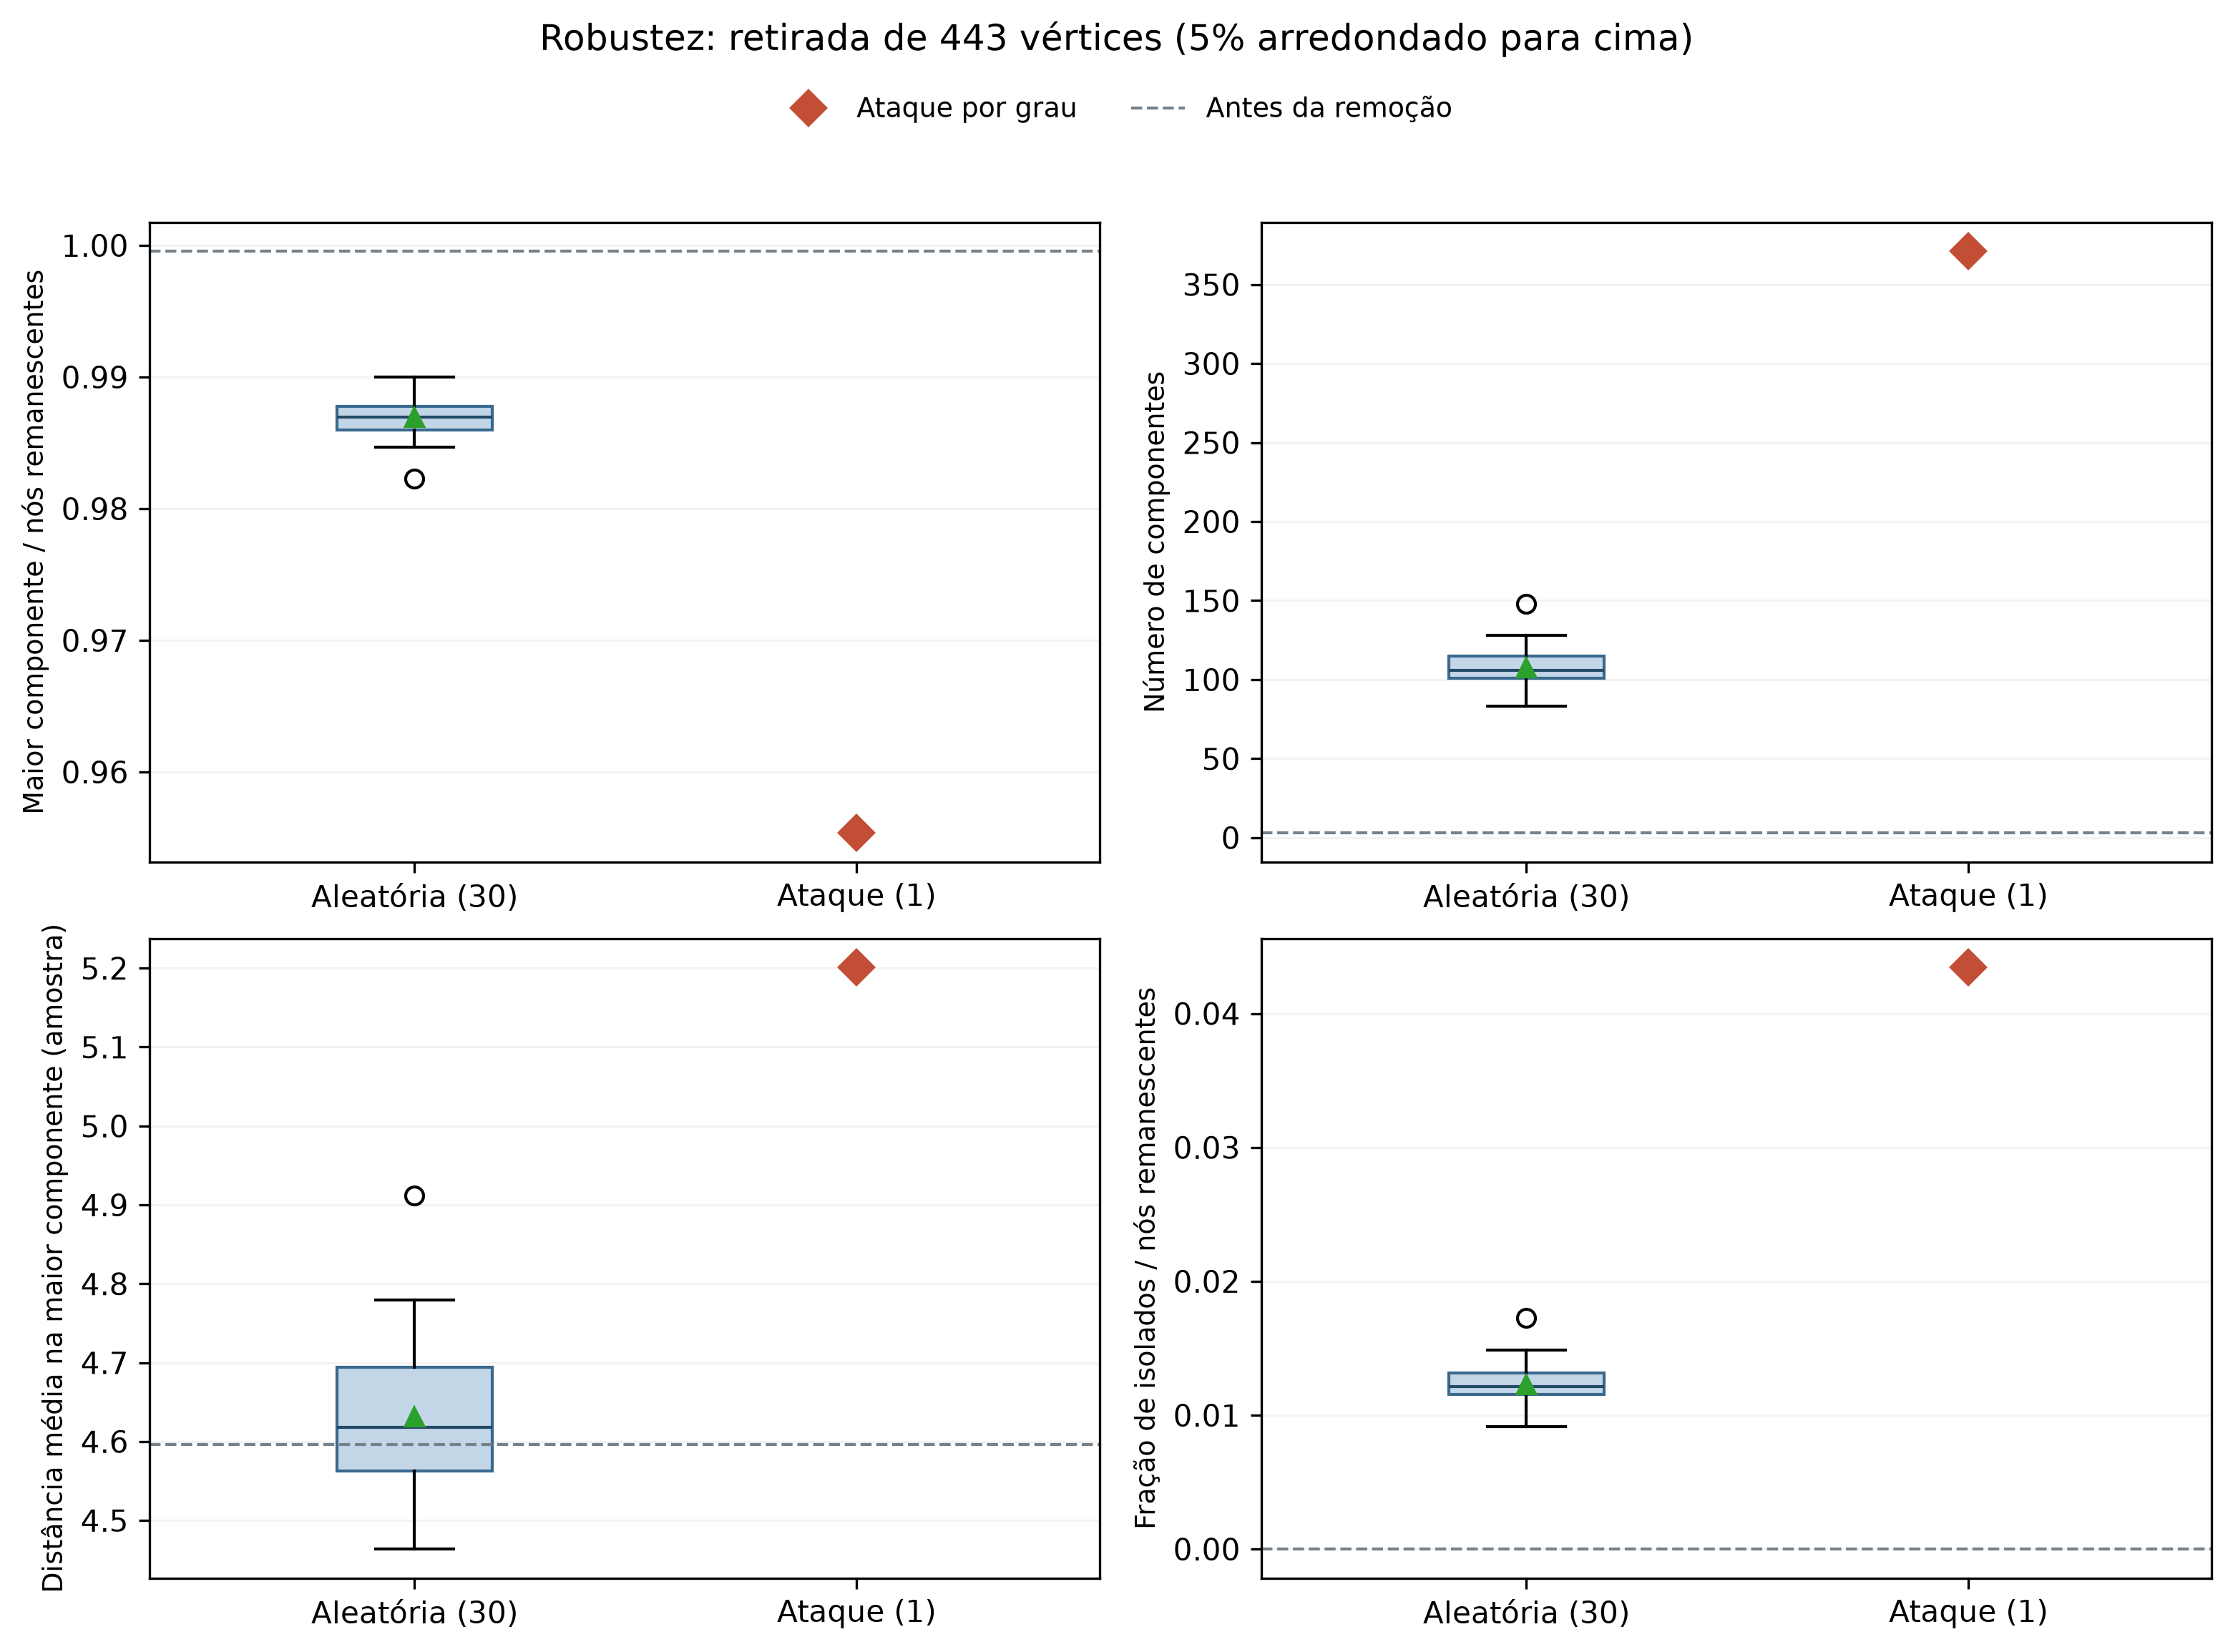 Robustez: retirada de 443 vértices (5% arredondado para cima)
Ataque por grau
Antes da remoção
Maior componente / nós remanescentes
1.00
0.99
0.98
0.97
0.96
Aleatória (30)
Ataque (1)
Número de componentes
350
300
250
200
150
100
50
0
Aleatória (30)
Ataque (1)
Distância média na maior componente (amostra)
5.2
5.1
5.0
4.9
4.8
4.7
4.6
4.5
Aleatória (30)
Ataque (1)
Fração de isolados / nós remanescentes
0.04
0.03
0.02
0.01
0.00
Aleatória (30)
Ataque (1)